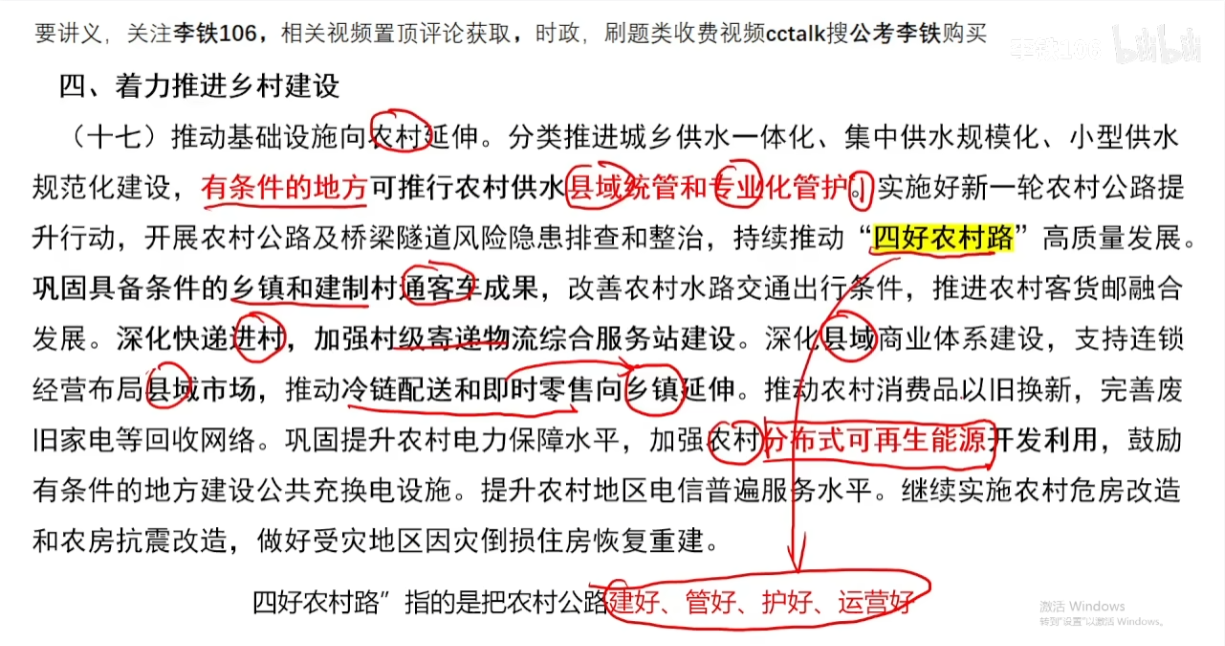 要讲义，关注李铁106，相关视频置顶评论获取，时政，刷题类收费视频cctalk搜公考李铁购买
李铁106 bilibili
四、着力推进乡村建设
（十七）推动基础设施向农村延伸。分类推进城乡供水一体化、集中供水规模化、小型供水
规范化建设，有条件的地方可推行农村供水县域统管和专业化管护。实施好新一轮农村公路提
升行动，开展农村公路及桥梁隧道风险隐患排查和整治，持续推动“四好农村路”高质量发展。
巩固具备条件的乡镇和建制村通客车成果，改善农村水路交通出行条件，推进农村客货邮融合
发展。深化快递进村，加强村级寄递物流综合服务站建设。深化县域商业体系建设，支持连锁
经营布局县域市场，推动冷链配送和即时零售向乡镇延伸。推动农村消费品以旧换新，完善废
旧家电等回收网络。巩固提升农村电力保障水平，加强农村分布式可再生能源开发利用，鼓励
有条件的地方建设公共充换电设施。提升农村地区电信普遍服务水平。继续实施农村危房改造
和农房抗震改造，做好受灾地区因灾倒损住房恢复重建。
四好农村路”指的是把农村公路建好、管好、护好、运营好
激活 Windows
转到"设置"以激活 Windows。